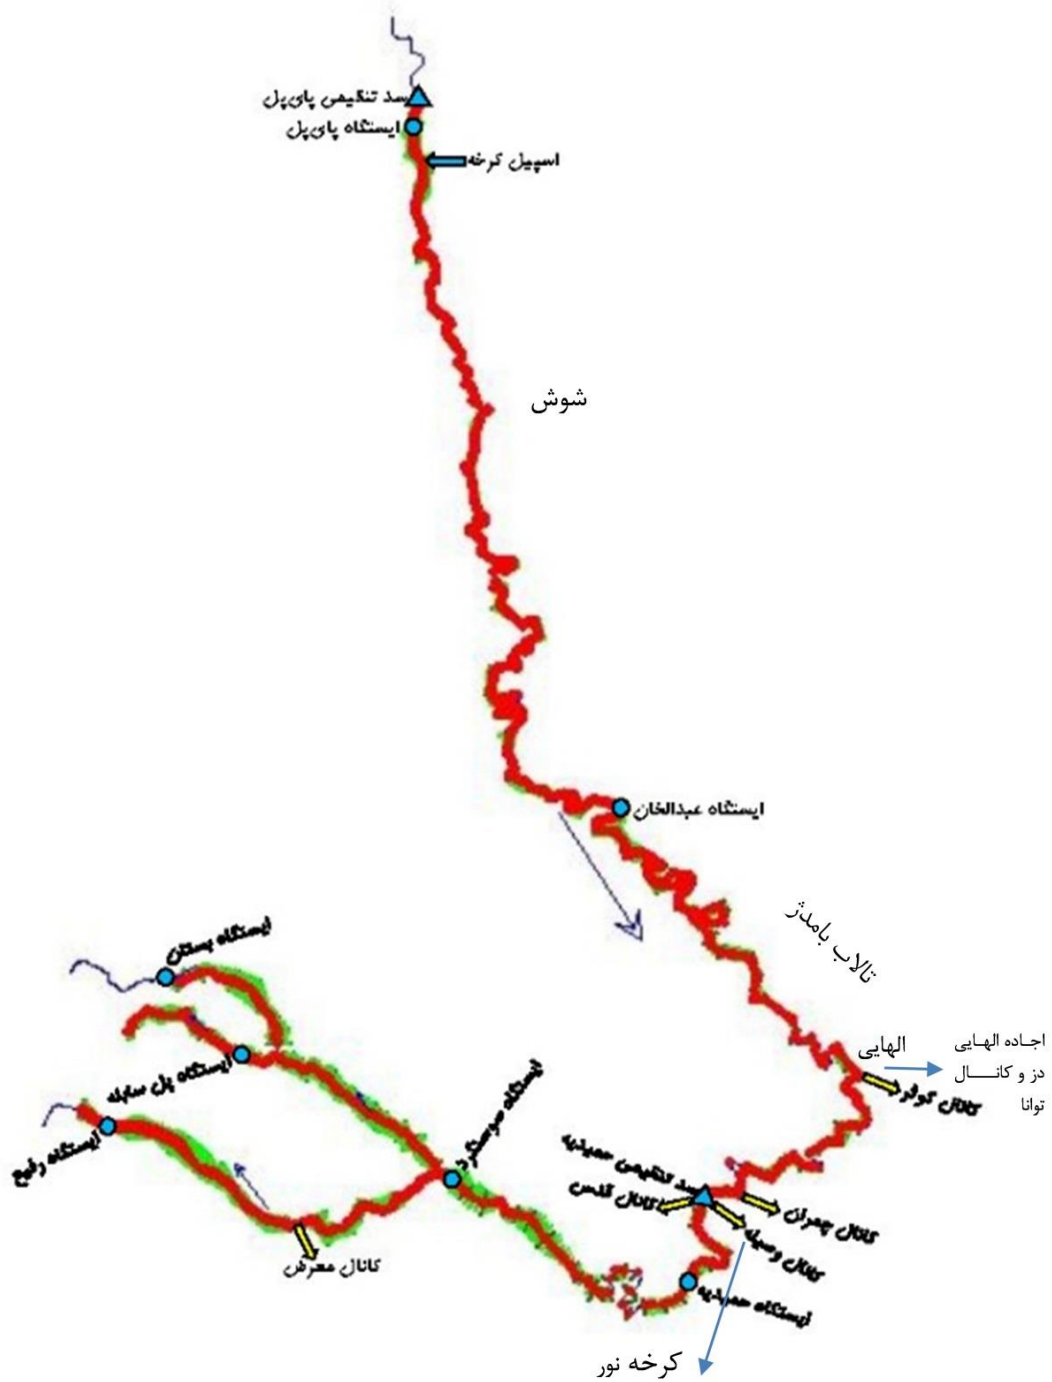 سد تنظیمی پای‌پل
ایستگاه پای‌پل
اسپیل کرخه
شوش
ایستگاه عبدالخان
تالاب بامدژ
ایستگاه بستان
ایستگاه پل سابله
ایستگاه رفیع
ایستگاه سوسنگرد
الهایی
اجاده الهایی
دز و کانال
توانا
کانال کوثر
سد تنظیمی حمیدیه
کانال قدس
کانال چمران
کانال وصیله
کانال معرض
ایستگاه حمیدیه
کرخه نور